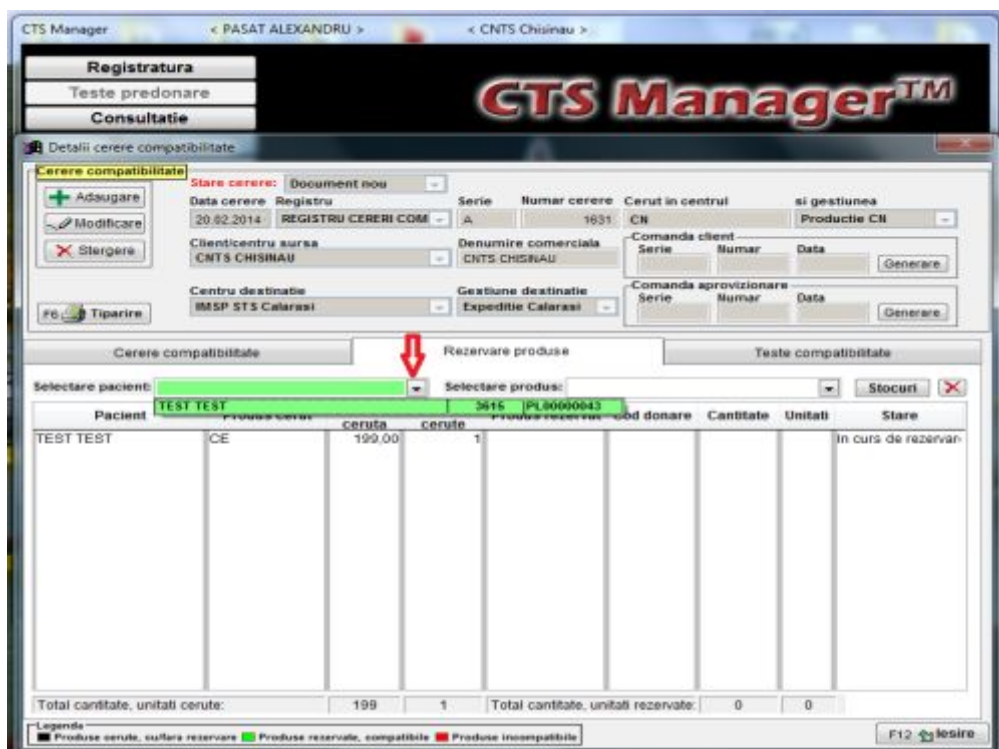 CTS Manager < PASAT ALEXANDRU > < CNTS Chisinau >
Registratura
Teste predonare
Consultatie
CTS Manager™
Detalii cerere compatibilitate
Cerere compatibilitate
Adaugare
Modificare
Stergere
F6 Tiparire
Stare cerere: Document nou
Data cerere Registru Serie Numar cerere Cerut in centrul si gestiunea
20.02.2014 REGISTRU CERERI COM A 1631 CN Productie CN
Client/centru sursa Denumire comerciala
CNTS CHISINAU CNTS CHISINAU
Comanda client
Serie Numar Data
Generare
Centru destinatie Gestiune destinatie
IMSP STS Calarasi Expeditie Calarasi
Comanda aprovizionare
Serie Numar Data
Generare
Cerere compatibilitate Rezervare produse Teste compatibilitate
Selectare pacient: Selectare produs: Stocuri
TEST TEST 3615 PL00000043
Pacient Produs cerut ceruta cerute Produs rezervat Cod donare Cantitate Unitati Stare
TEST TEST CE 199,00 1 In curs de rezervar
Total cantitate, unitati cerute: 199 1 Total cantitate, unitati rezervate: 0 0
Legenda
Produse cerute, cu/fara rezervare Produse rezervate, compatibile Produse incompatibile
F12 Iesire